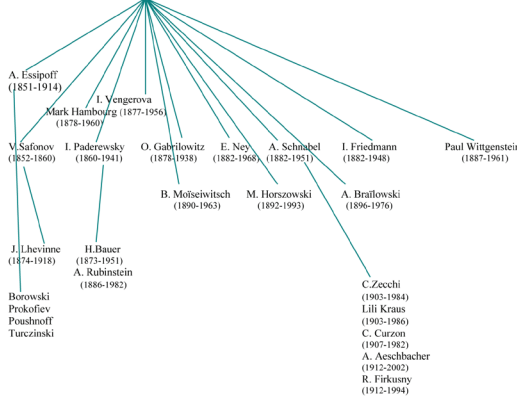 A. Essipoff
(1851-1914)
I. Vengerova
Mark Hambourg (1877-1956)
(1878-1960)
V.Safonov
(1852-1860)
I. Paderewsky
(1860-1941)
O. Gabrilowitz
(1878-1938)
E. Ney
(1882-1968)
A. Schnabel
(1882-1951)
I. Friedmann
(1882-1948)
Paul Wittgenstein
(1887-1961)
B. Moïseiwitsch
(1890-1963)
M. Horszowski
(1892-1993)
A. Braïlowski
(1896-1976)
J. Lhevinne
(1874-1918)
H.Bauer
(1873-1951)
A. Rubinstein
(1886-1982)
Borowski
Prokofiev
Poushnoff
Turczinski
C.Zecchi
(1903-1984)
Lili Kraus
(1903-1986)
C. Curzon
(1907-1982)
A. Aeschbacher
(1912-2002)
R. Firkusny
(1912-1994)